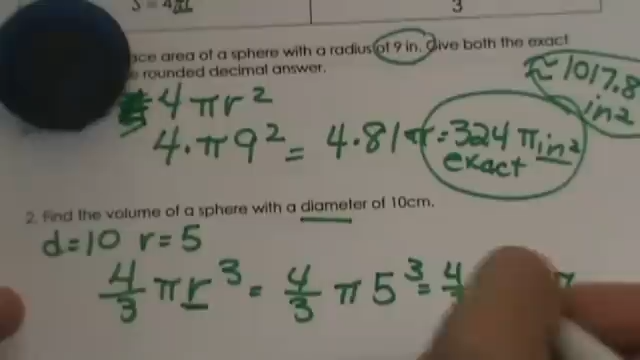 S = 4πr
3
ace area of a sphere with a radius of 9 in. Give both the exact
e rounded decimal answer.
≈1017.8
in2
= 4πr²
4·π9² = 4·81π = 324π in²
exact
2. Find the volume of a sphere with a diameter of 10cm.
d=10 r=5
4/3 πr³ = 4/3 π5³ = 4/3